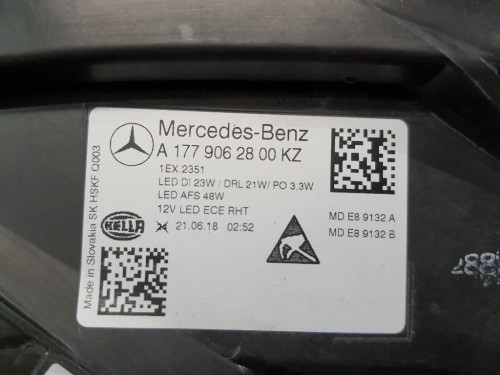 Mercedes-Benz
A 177 906 28 00 KZ
1EX 2351
LED DI 23W / DRL 21W/ PO 3,3W
LED AFS 48W
12V LED ECE RHT
HELLA
21.06.18 02:52
MD E8 9132 A
MD E8 9132 B
Made in Slovakia SK HSKF Q003